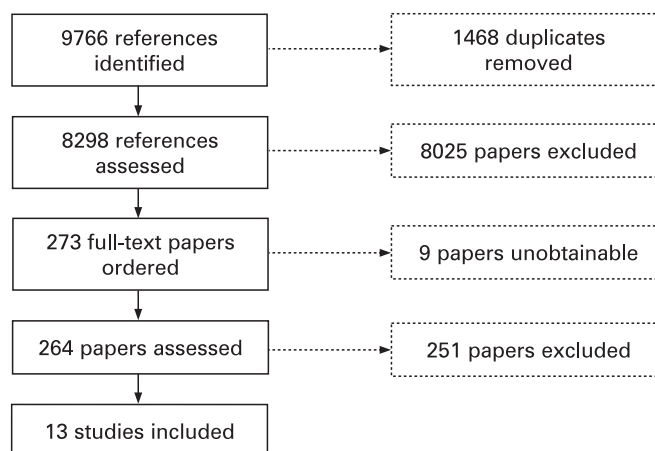 9766 references
identified
1468 duplicates
removed
8298 references
assessed
8025 papers excluded
273 full-text papers
ordered
9 papers unobtainable
264 papers assessed
251 papers excluded
13 studies included